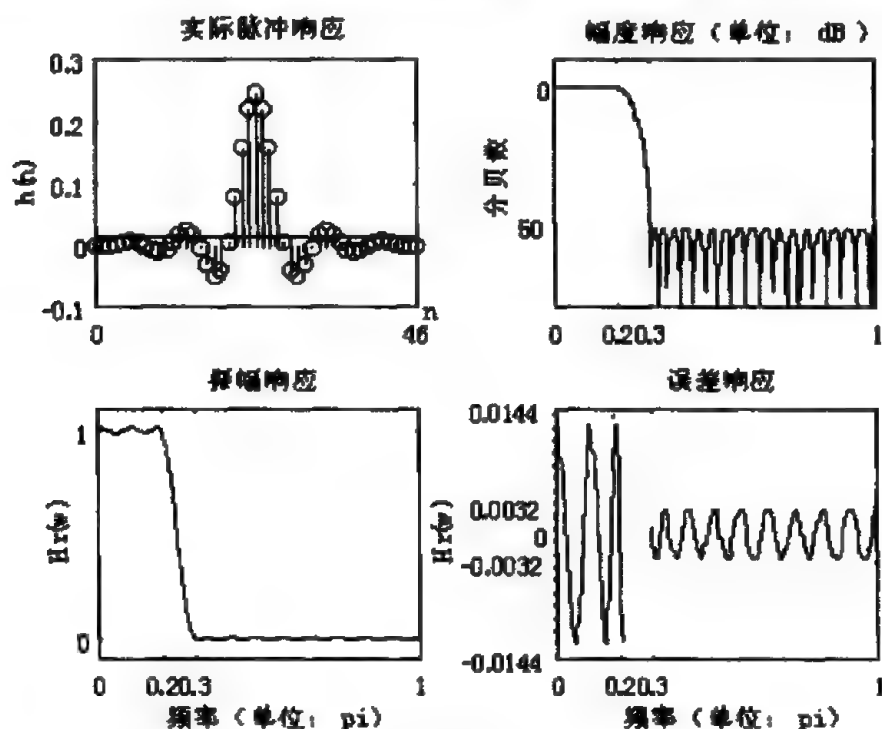 实际脉冲响应
0.3
0.2
0.1
0
-0.1
h(n)
n
0
46
幅度响应（单位： dB ）
0
50
分贝数
0
0.20.3
1
振幅响应
1
0
Hr(w)
0
0.20.3
1
频率（单位： pi）
误差响应
0.0144
0.0032
0
-0.0032
-0.0144
Hr(w)
0
0.20.3
1
频率（单位： pi）